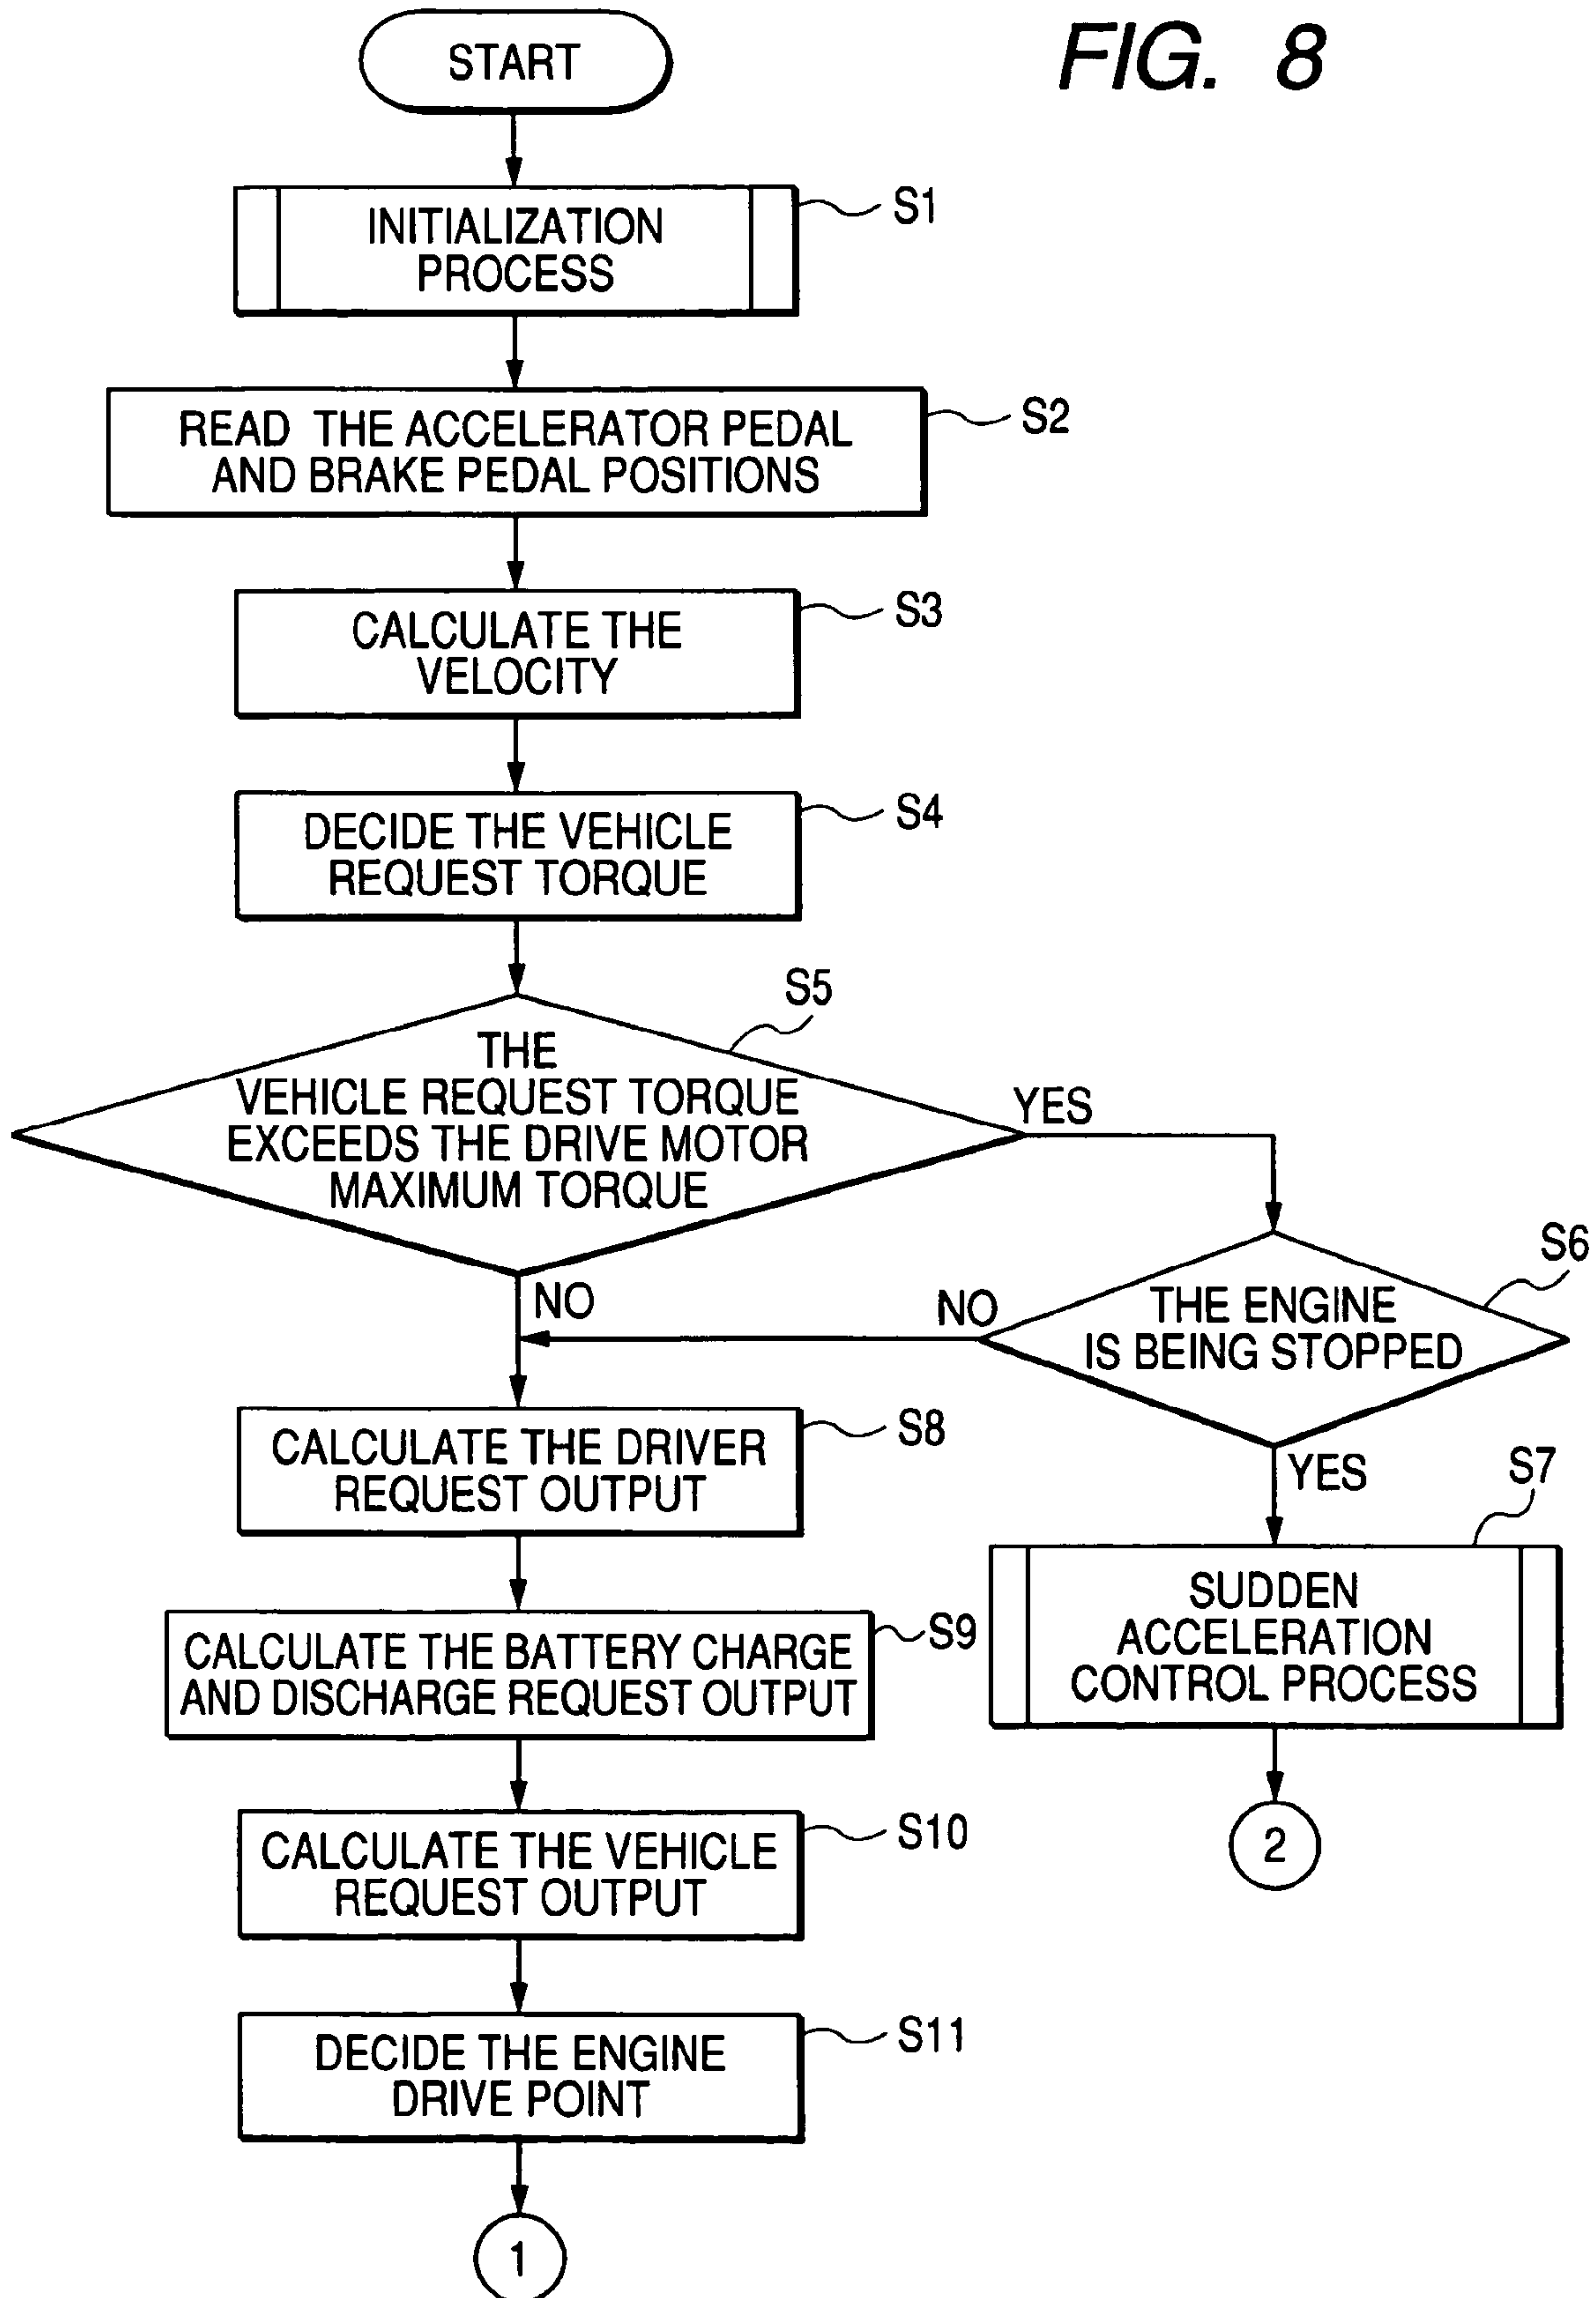 FIG. 8
START
INITIALIZATION
PROCESS
S1
READ THE ACCELERATOR PEDAL
AND BRAKE PEDAL POSITIONS
S2
CALCULATE THE
VELOCITY
S3
DECIDE THE VEHICLE
REQUEST TORQUE
S4
S5
THE
VEHICLE REQUEST TORQUE
EXCEEDS THE DRIVE MOTOR
MAXIMUM TORQUE
YES
NO
S6
THE ENGINE
IS BEING STOPPED
NO
YES
S7
SUDDEN
ACCELERATION
CONTROL PROCESS
2
CALCULATE THE DRIVER
REQUEST OUTPUT
S8
CALCULATE THE BATTERY CHARGE
AND DISCHARGE REQUEST OUTPUT
S9
CALCULATE THE VEHICLE
REQUEST OUTPUT
S10
DECIDE THE ENGINE
DRIVE POINT
S11
1